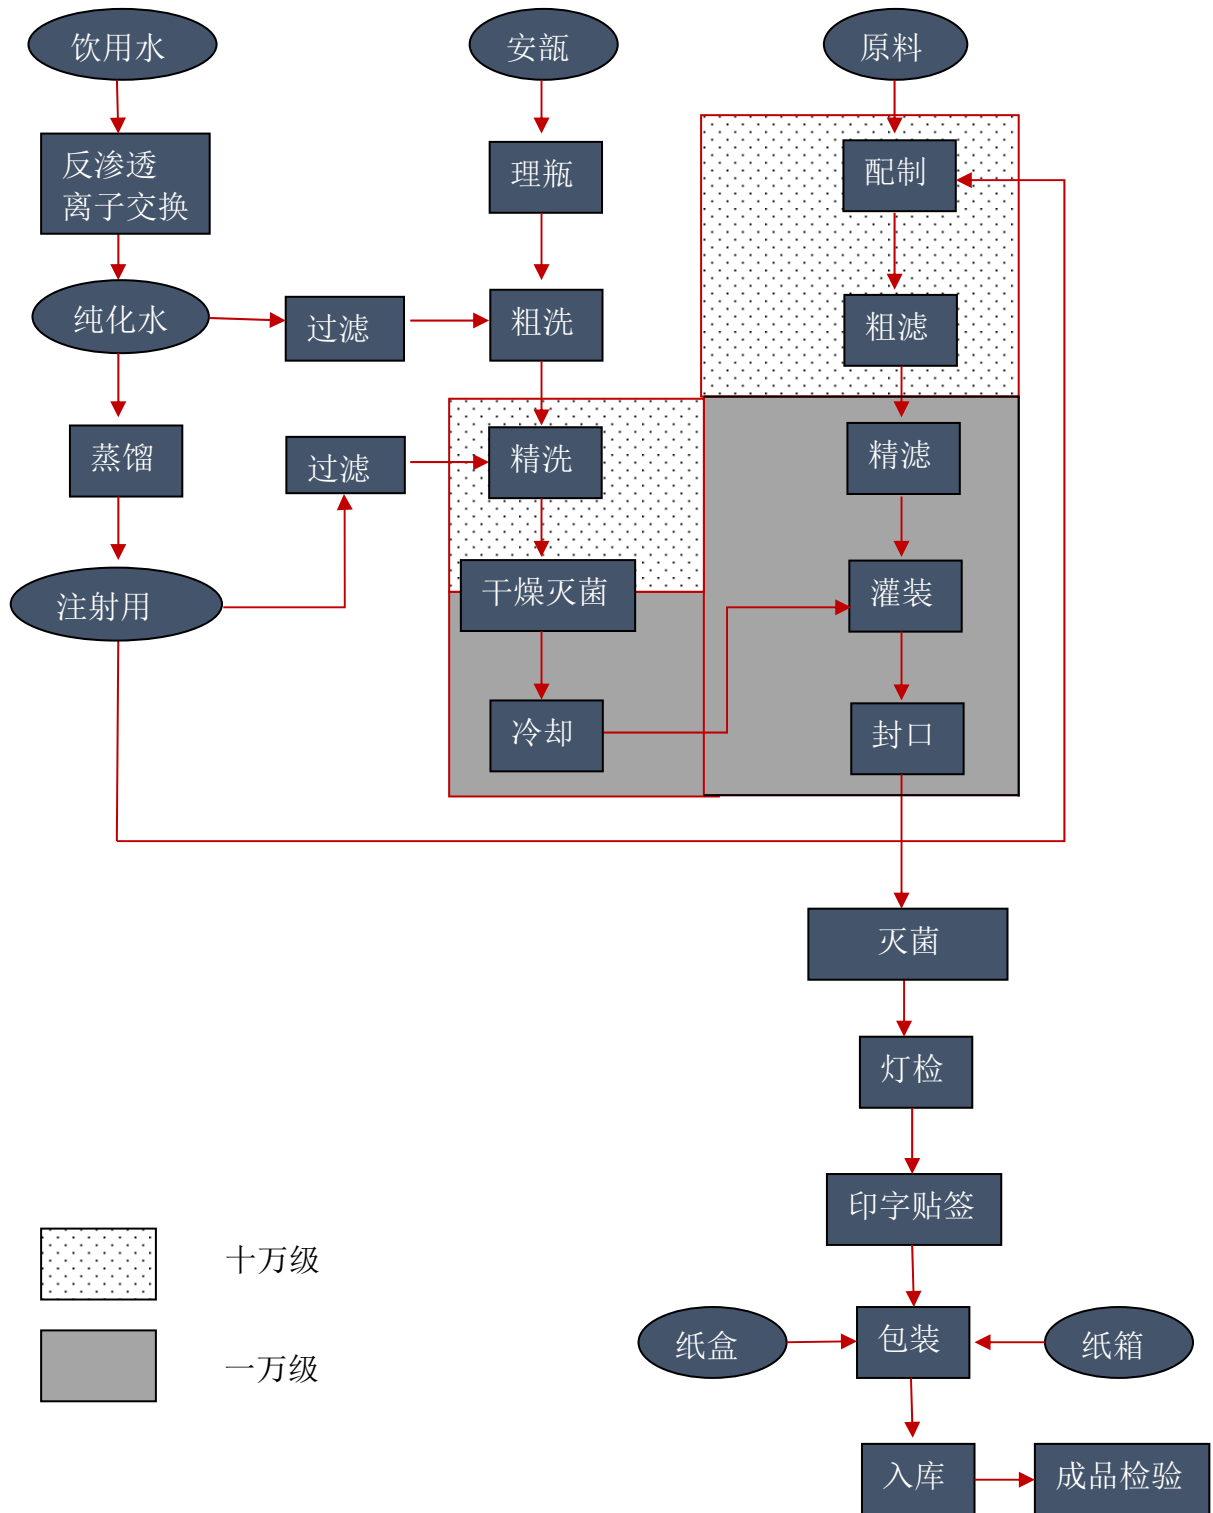 饮用水
安瓿
原料
反渗透
离子交换
理瓶
配制
纯化水
过滤
粗洗
粗滤
蒸馏
过滤
精洗
精滤
注射用
干燥灭菌
灌装
冷却
封口
灭菌
灯检
印字贴签
十万级
纸盒
包装
纸箱
一万级
入库
成品检验